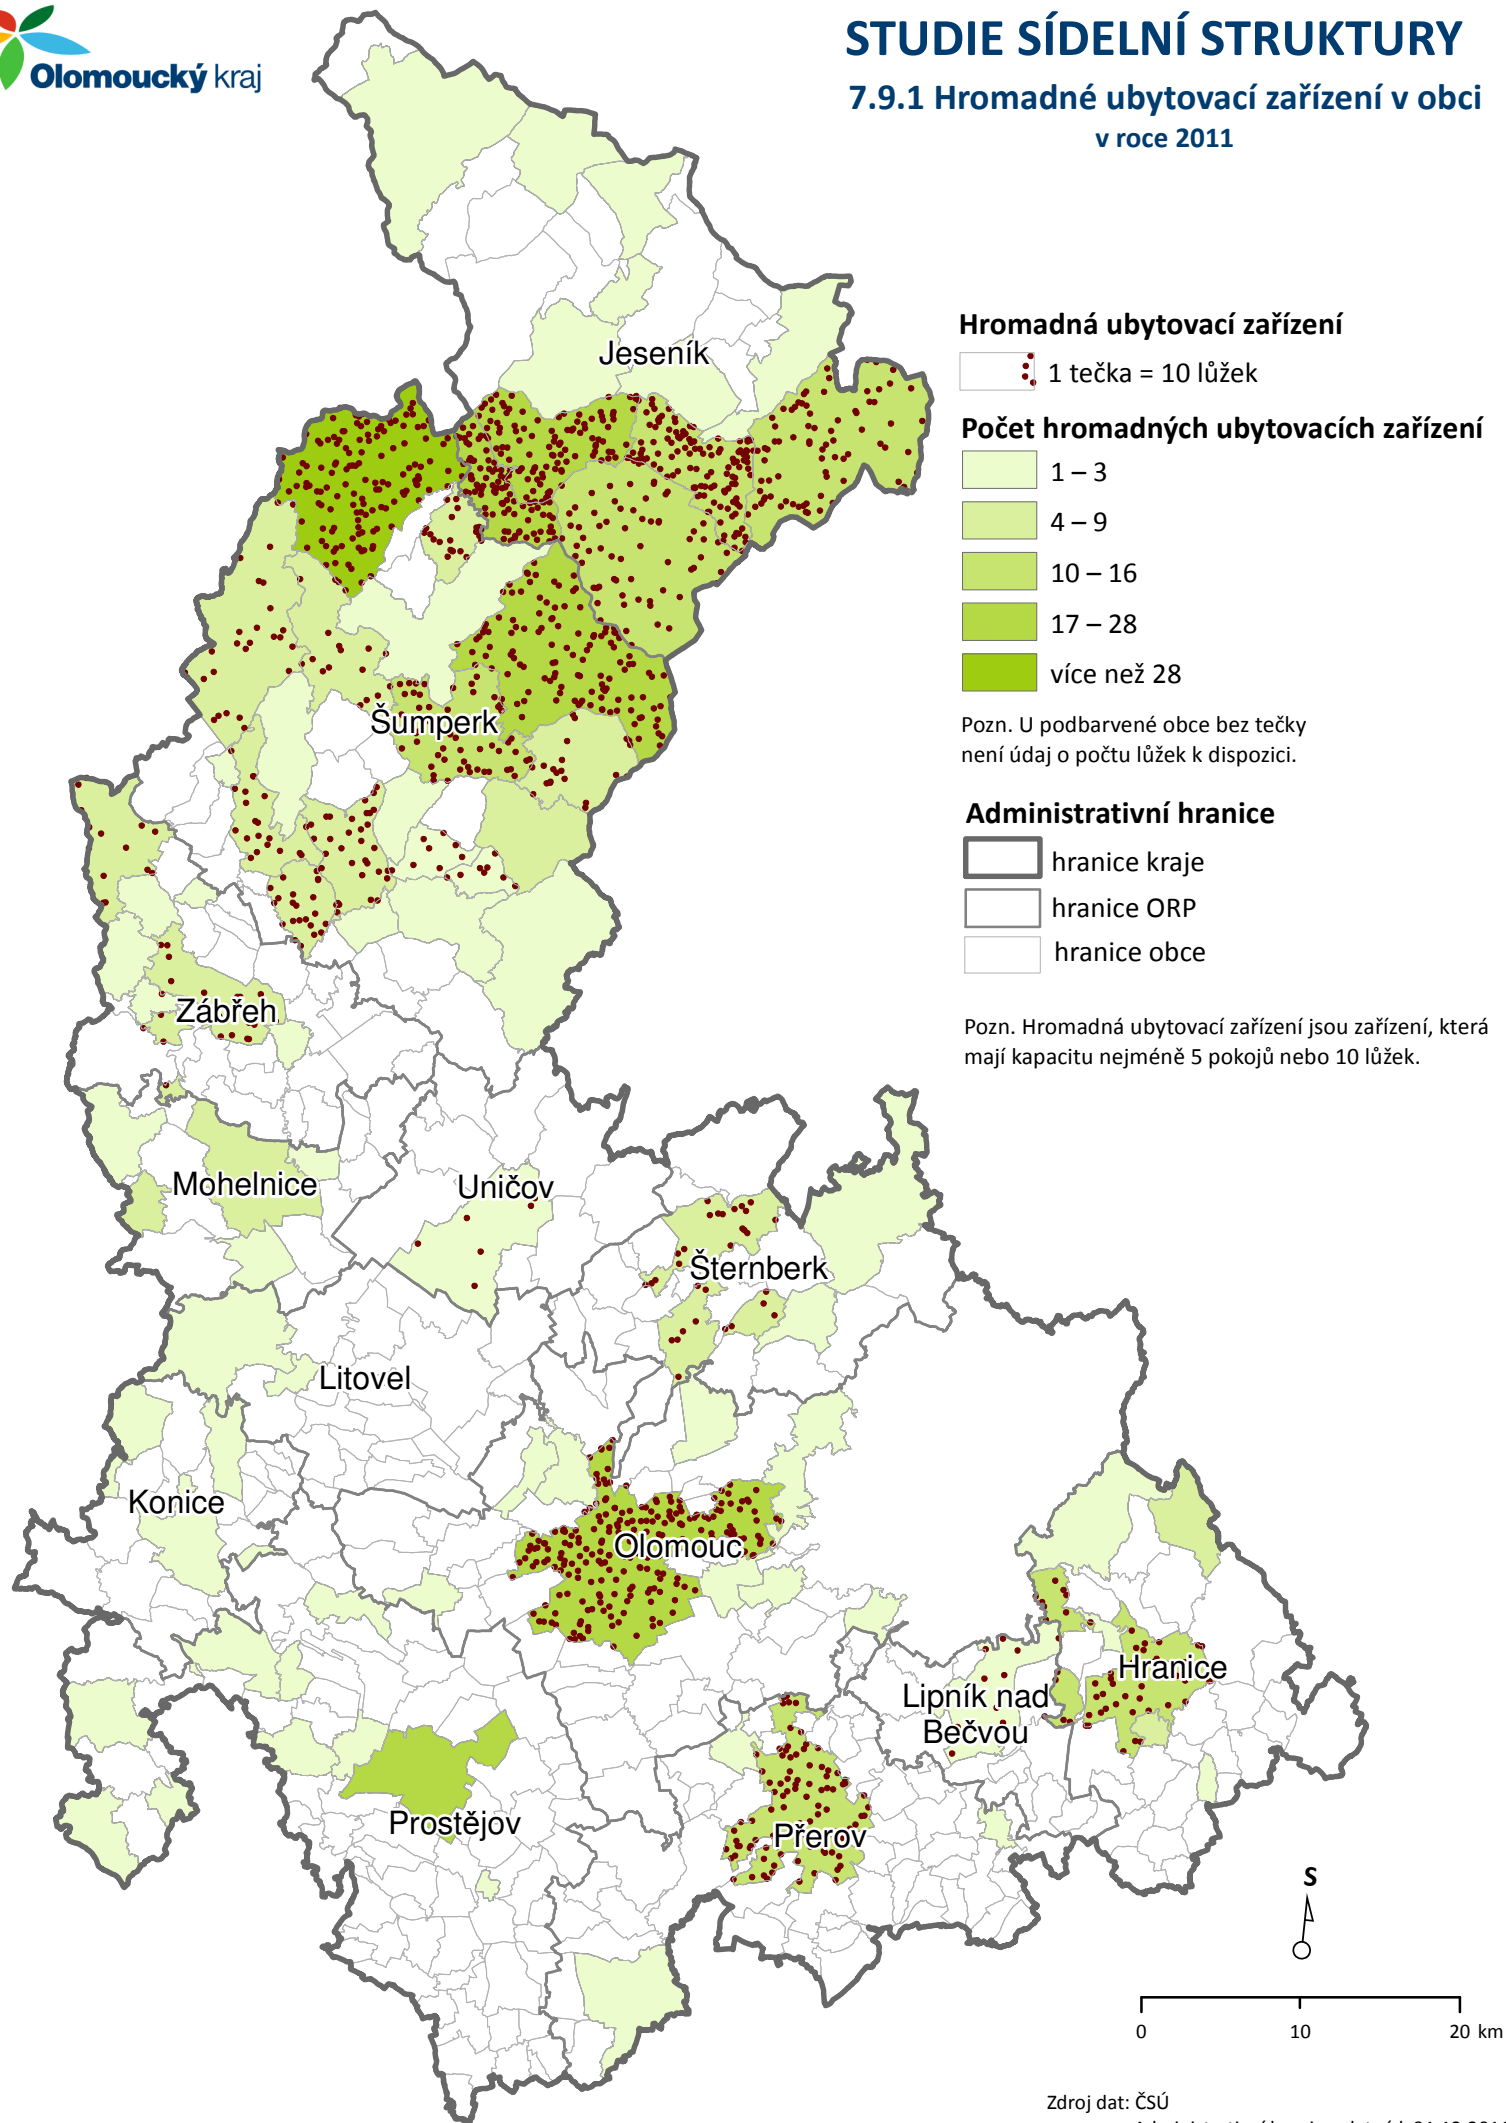 Olomoucký kraj
STUDIE SÍDELNÍ STRUKTURY
7.9.1 Hromadné ubytovací zařízení v obci
v roce 2011
Hromadná ubytovací zařízení
1 tečka = 10 lůžek
Počet hromadných ubytovacích zařízení
1 – 3
4 – 9
10 – 16
17 – 28
více než 28
Pozn. U podbarvené obce bez tečky
není údaj o počtu lůžek k dispozici.
Administrativní hranice
hranice kraje
hranice ORP
hranice obce
Pozn. Hromadná ubytovací zařízení jsou zařízení, která
mají kapacitu nejméně 5 pokojů nebo 10 lůžek.
Jeseník
Šumperk
Zábřeh
Mohelnice
Uničov
Šternberk
Litovel
Konice
Olomouc
Hranice
Lipník nad
Bečvou
Prostějov
Přerov
S
0 10 20 km
Zdroj dat: ČSÚ